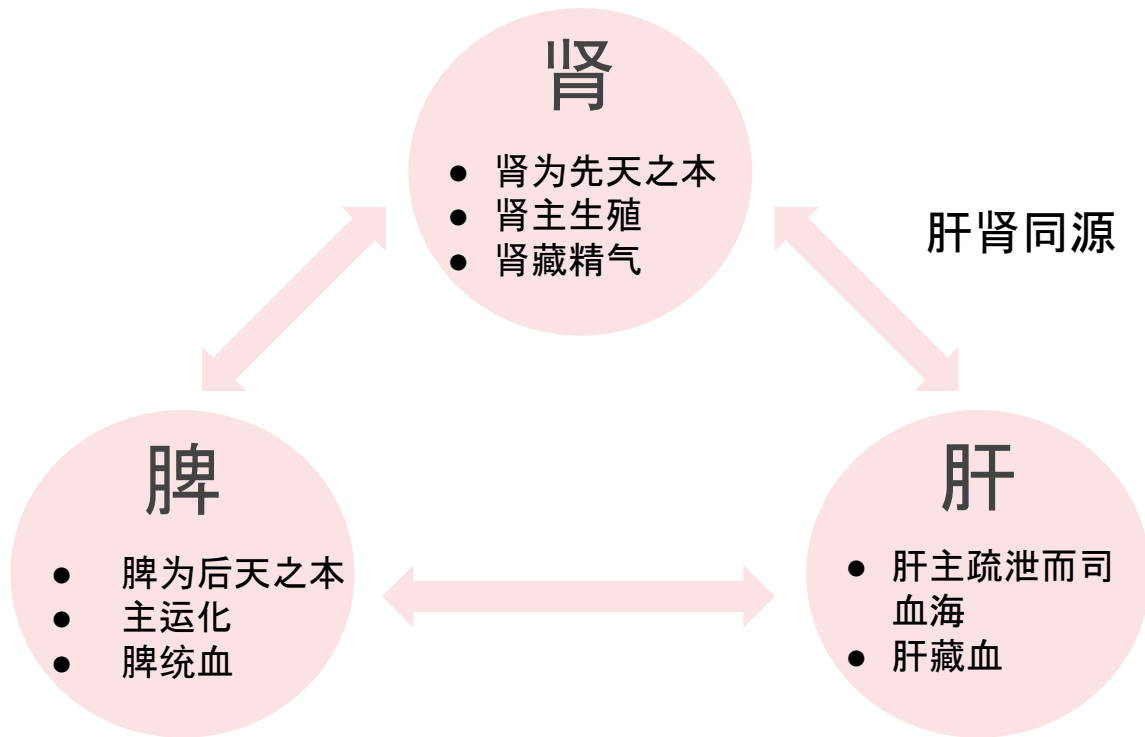 肾
● 肾为先天之本
● 肾主生殖
● 肾藏精气
肝肾同源
脾
● 脾为后天之本
● 主运化
● 脾统血
肝
● 肝主疏泄而司
血海
● 肝藏血